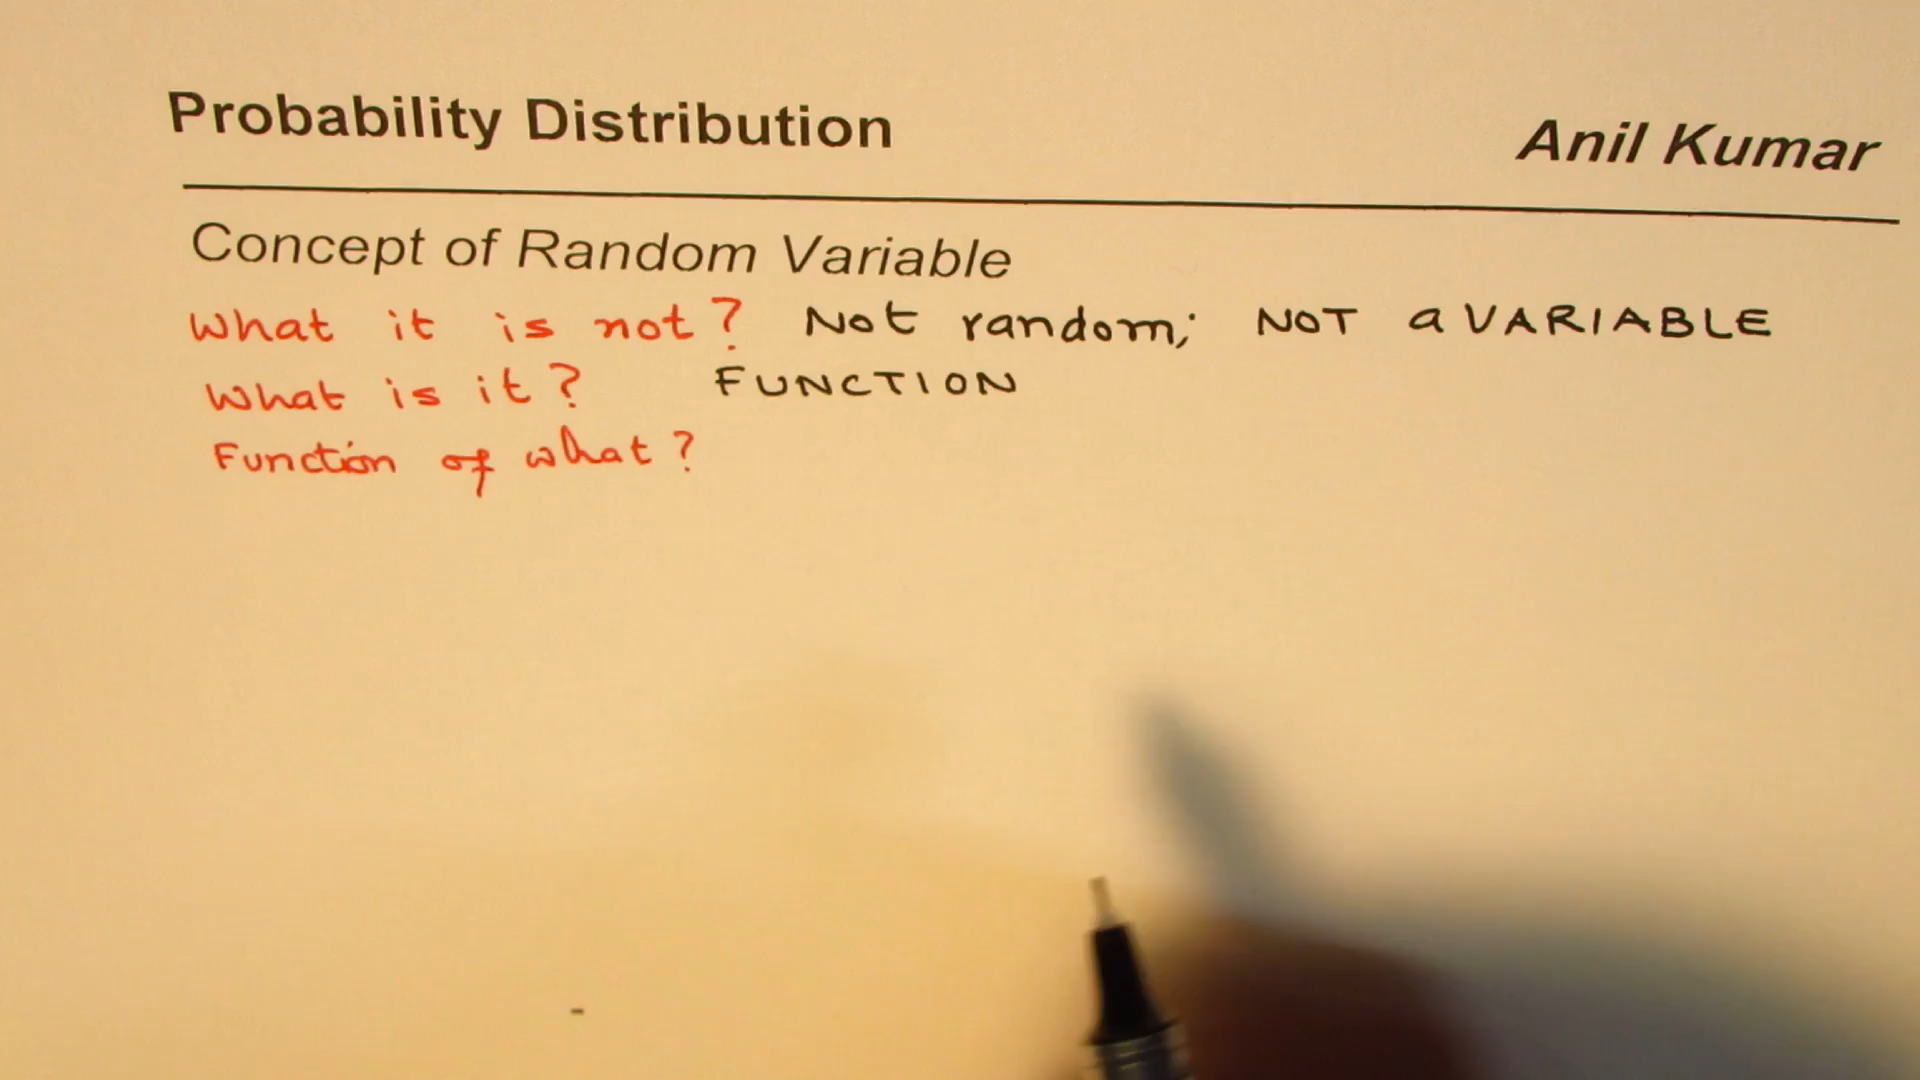 Probability Distribution
Anil Kumar
Concept of Random Variable
What it is not? Not random; NOT a VARIABLE
What is it? FUNCTION
Function of what?